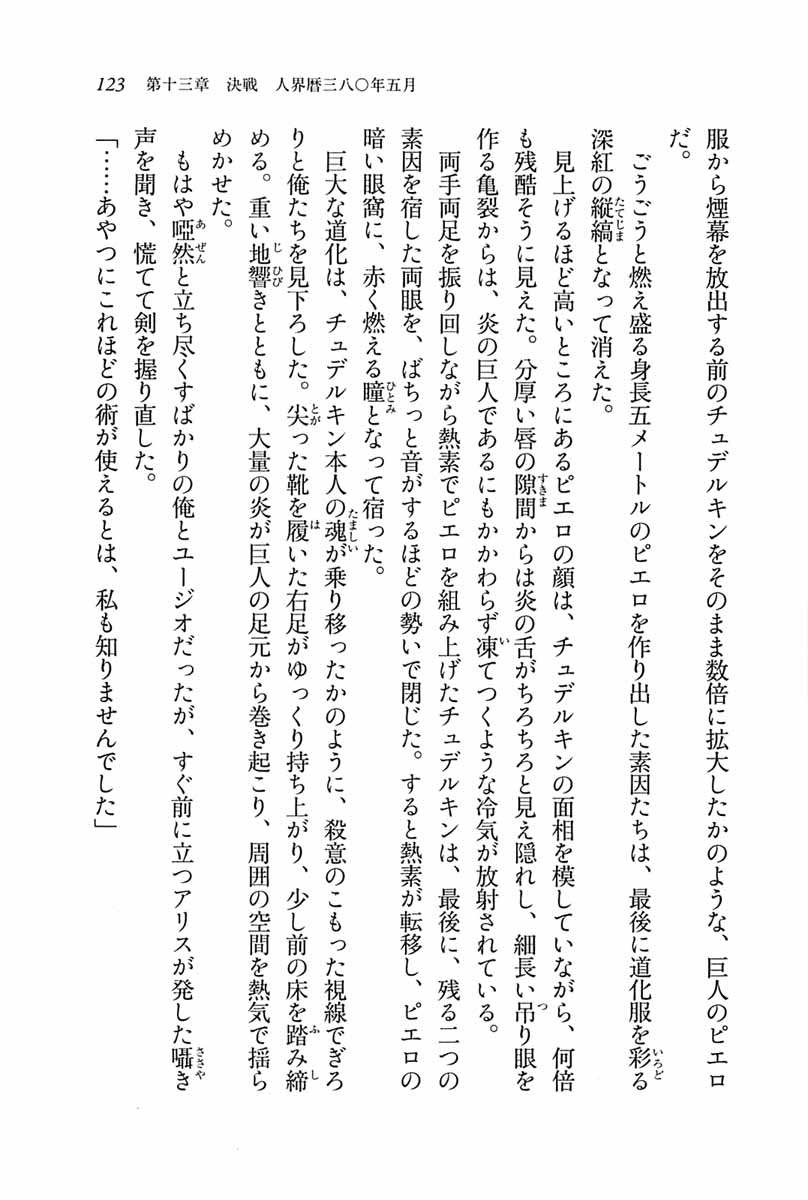 123 第十三章 決戦 人界暦三八〇年五月
服から煙幕を放出する前のチュデルキンをそのまま数倍に拡大したかのような、巨人のピエロ
だ。
ごうごうと燃え盛る身長五メートルのピエロを作り出した素因たちは、最後に道化服を彩る
深紅の縦縞となって消えた。
見上げるほど高いところにあるピエロの顔は、チュデルキンの面相を模していながら、何倍
も残酷そうに見えた。分厚い唇の隙間からは炎の舌がちろちろと見え隠れし、細長い吊り眼を
作る亀裂からは、炎の巨人であるにもかかわらず凍てつくような冷気が放射されている。
両手両足を振り回しながら熱素でピエロを組み上げたチュデルキンは、最後に、残る二つの
素因を宿した両眼を、ばちっと音がするほどの勢いで閉じた。すると熱素が転移し、ピエロの
暗い眼窩に、赤く燃える瞳となって宿った。
巨大な道化は、チュデルキン本人の魂が乗り移ったかのように、殺意のこもった視線でぎろ
りと俺たちを見下ろした。尖った靴を履いた右足がゆっくり持ち上がり、少し前の床を踏み締
める。重い地響きとともに、大量の炎が巨人の足元から巻き起こり、周囲の空間を熱気で揺ら
めかせた。
もはや啞然と立ち尽くすばかりの俺とユージオだったが、すぐ前に立つアリスが発した囁き
声を聞き、慌てて剣を握り直した。
「……あやつにこれほどの術が使えるとは、私も知りませんでした」